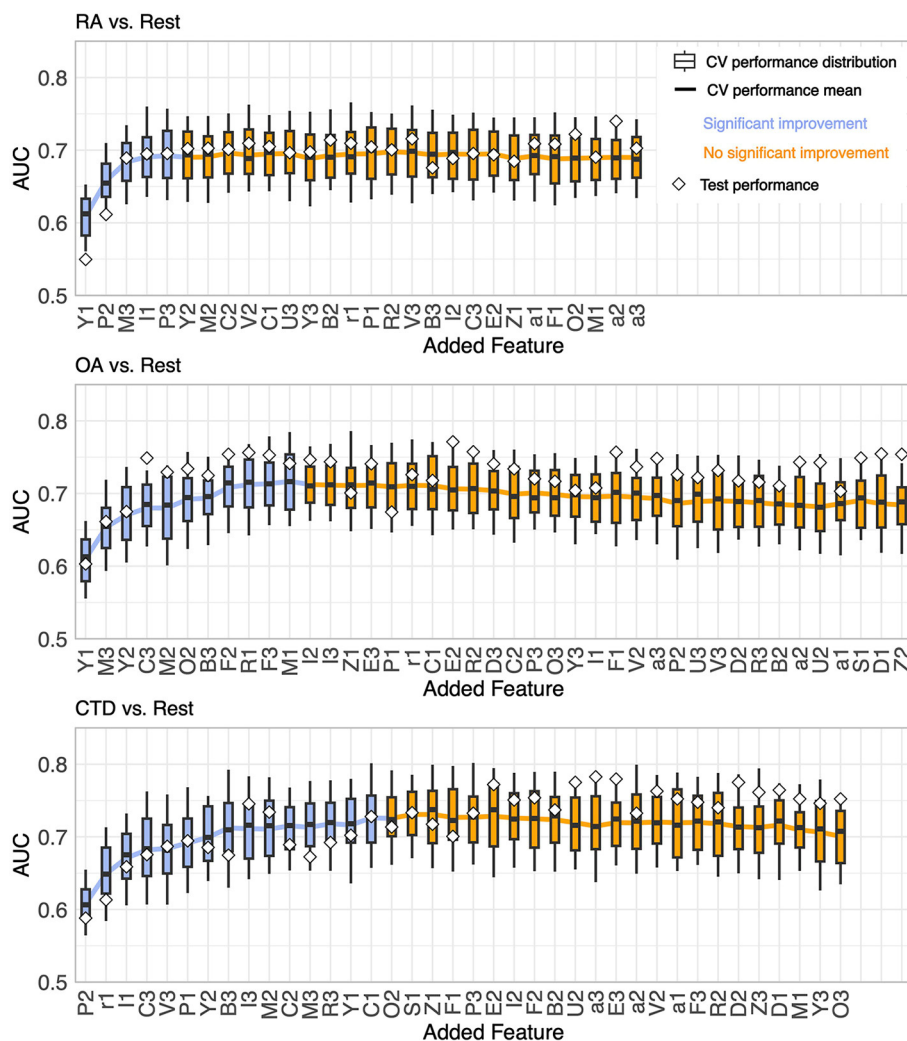 RA vs. Rest
0.8
0.7
0.6
0.5
AUC
CV performance distribution
CV performance mean
Significant improvement
No significant improvement
Test performance
Y1 P2 M3 I1 P3 Y2 M2 C2 V2 C1 U3 Y3 B2 r1 P1 R2 V3 B3 I2 C3 E2 Z1 a1 F1 O2 M1 a2 a3
Added Feature
OA vs. Rest
0.8
0.7
0.6
0.5
AUC
Y1 M3 Y2 C3 M2 O2 B3 F2 R1 F3 M1 I2 I3 Z1 E3 P1 r1 C1 E2 R2 D3 C2 P3 O3 Y3 I1 F1 V2 a3 P2 U3 V3 D2 R3 B2 a2 U2 a1 S1 D1 Z2
Added Feature
CTD vs. Rest
0.8
0.7
0.6
0.5
AUC
P2 r1 I1 C3 V3 P1 Y2 B3 I3 M2 C2 M3 R3 Y1 C1 O2 S1 Z1 F1 P3 E2 I2 F2 B2 U2 a3 E3 a2 V2 a1 F3 R2 D2 Z3 D1 M1 Y3 O3
Added Feature